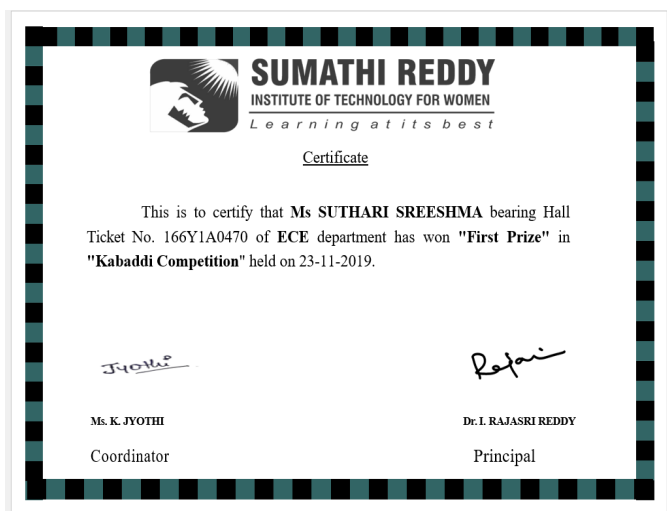 SUMATHI REDDY
INSTITUTE OF TECHNOLOGY FOR WOMEN
Learning at its best
Certificate
This is to certify that Ms SUTHARI SREESHMA bearing Hall
Ticket No. 166Y1A0470 of ECE department has won "First Prize" in
"Kabaddi Competition" held on 23-11-2019.
Jyothi
Rajasri
Ms. K. JYOTHI
Dr. I. RAJASRI REDDY
Coordinator
Principal